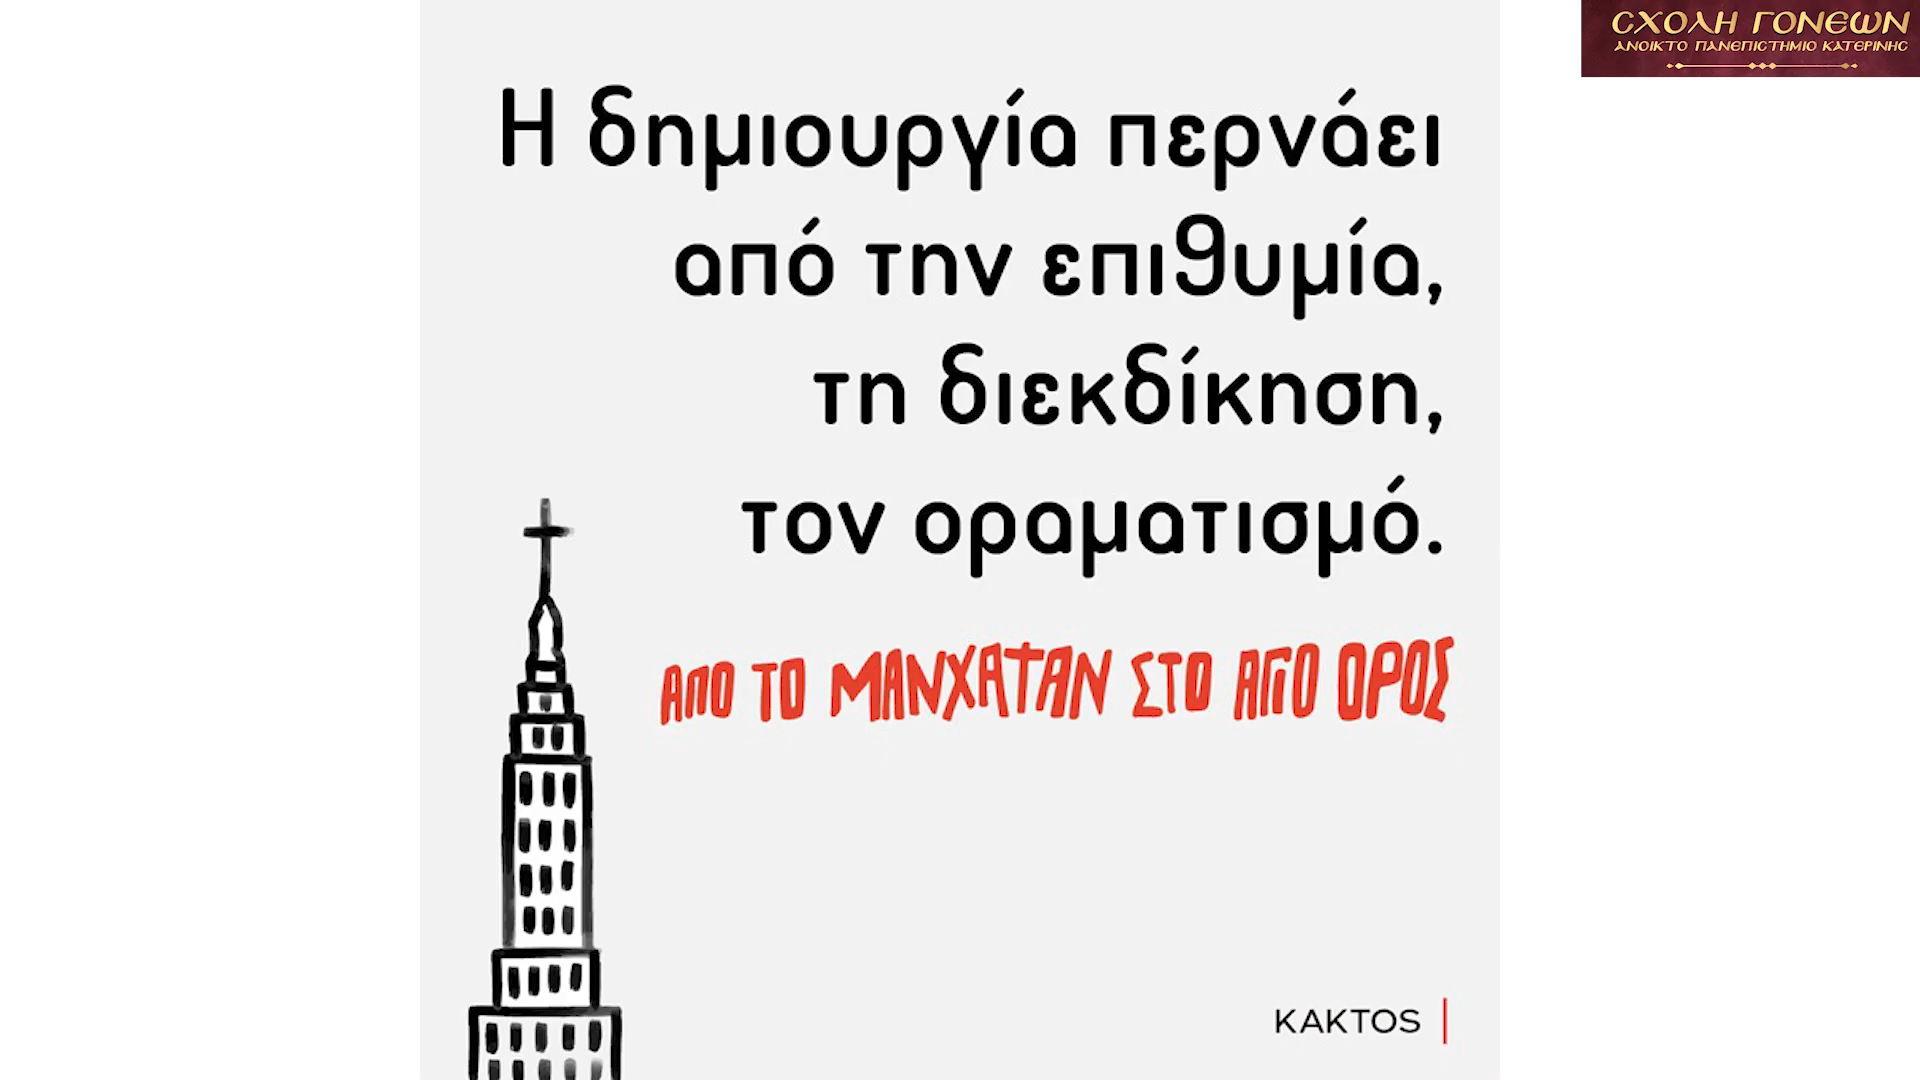 ΣΧΟΛΗ ΓΟΝΕΩΝ
ΑΝΟΙΚΤΟ ΠΑΝΕΠΙΣΤΗΜΙΟ ΚΑΤΕΡΙΝΗΣ
Η δημιουργία περνάει
από την επιθυμία,
τη διεκδίκηση,
τον οραματισμό.
ΑΠΟ ΤΟ ΜΑΝΧΑΤΑΝ ΣΤΟ ΑΓΙΟ ΟΡΟΣ
KAKTOS